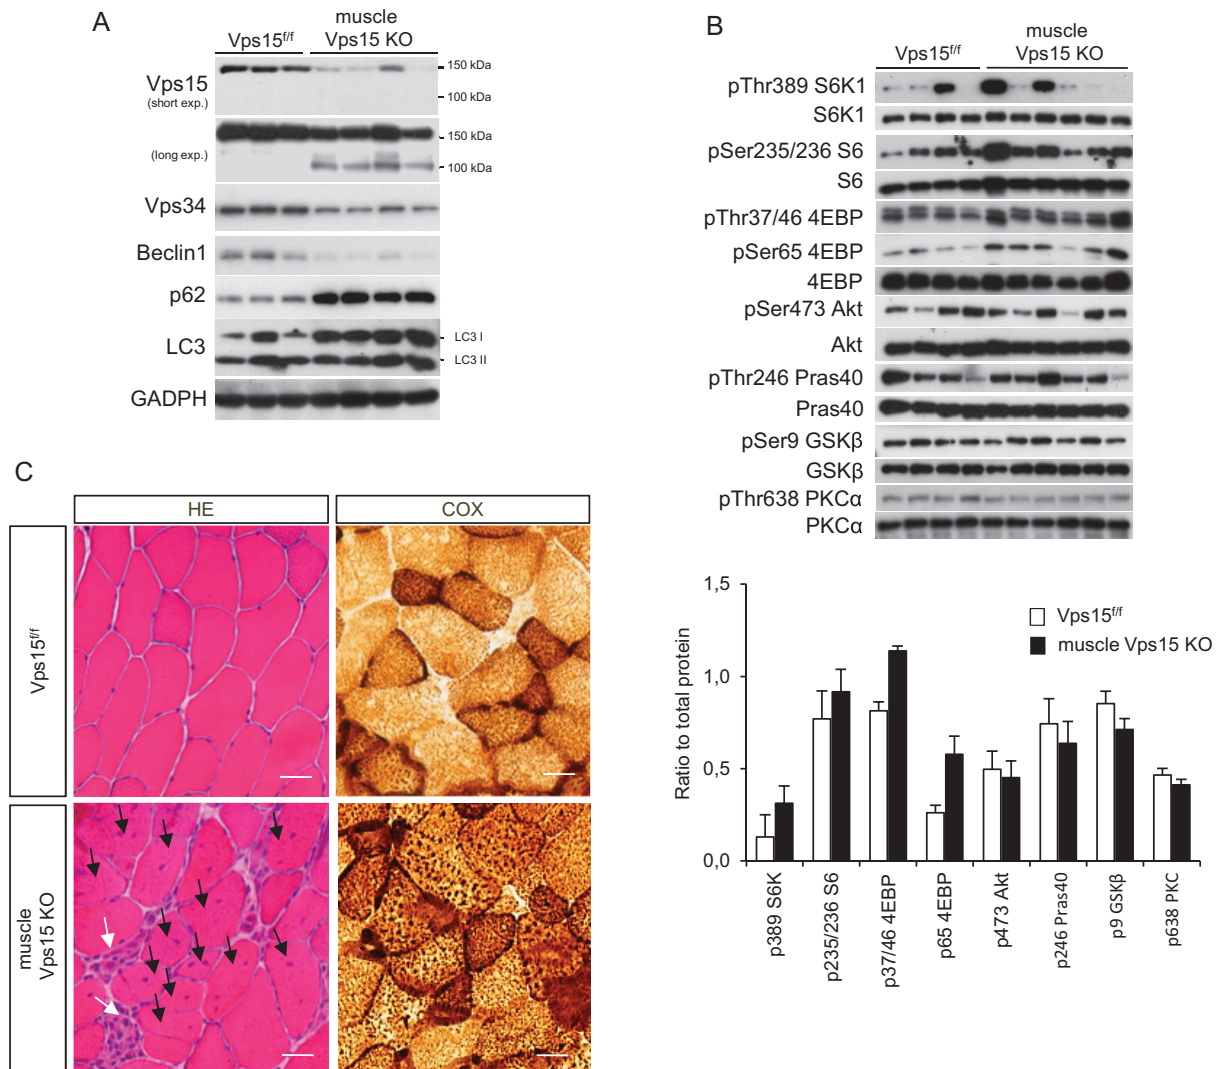 A
Vps15f/f
muscle
Vps15 KO
Vps15
(short exp.)
150 kDa
100 kDa
(long exp.)
150 kDa
100 kDa
Vps34
Beclin1
p62
LC3
LC3 I
LC3 II
GADPH
B
Vps15f/f
muscle
Vps15 KO
pThr389 S6K1
S6K1
pSer235/236 S6
S6
pThr37/46 4EBP
pSer65 4EBP
4EBP
pSer473 Akt
Akt
pThr246 Pras40
Pras40
pSer9 GSKβ
GSKβ
pThr638 PKCα
PKCα
1,5
1,0
0,5
0,0
Ratio to total protein
Vps15f/f
muscle Vps15 KO
p389 S6K
p235/236 S6
p37/46 4EBP
p65 4EBP
p473 Akt
p246 Pras40
p9 GSKβ
p638 PKC
C
HE
COX
Vps15f/f
muscle
Vps15 KO